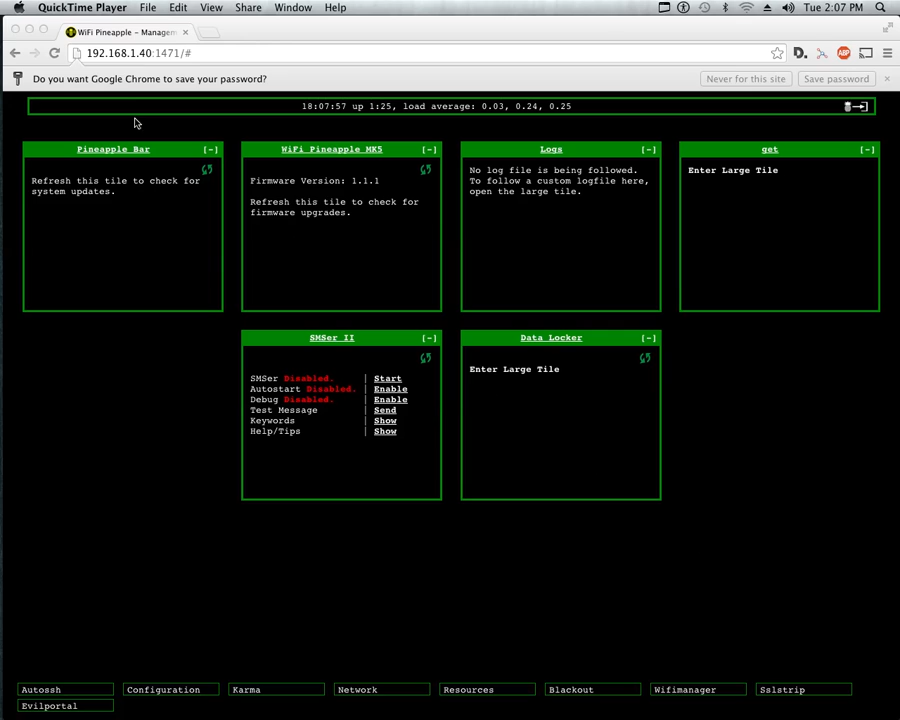 QuickTime Player File Edit View Share Window Help Tue 2:07 PM
WiFi Pineapple – Managem
192.168.1.40:1471/#
Do you want Google Chrome to save your password? Never for this site Save password
18:07:57 up 1:25, load average: 0.03, 0.24, 0.25
Pineapple Bar [-]
Refresh this tile to check for
system updates.
WiFi Pineapple MK5 [-]
Firmware Version: 1.1.1
Refresh this tile to check for
firmware upgrades.
Logs [-]
No log file is being followed.
To follow a custom logfile here,
open the large tile.
get [-]
Enter Large Tile
SMSer II [-]
SMSer Disabled. | Start
Autostart Disabled. | Enable
Debug Disabled. | Enable
Test Message | Send
Keywords | Show
Help/Tips | Show
Data Locker [-]
Enter Large Tile
Autossh Configuration Karma Network Resources Blackout Wifimanager Sslstrip
Evilportal